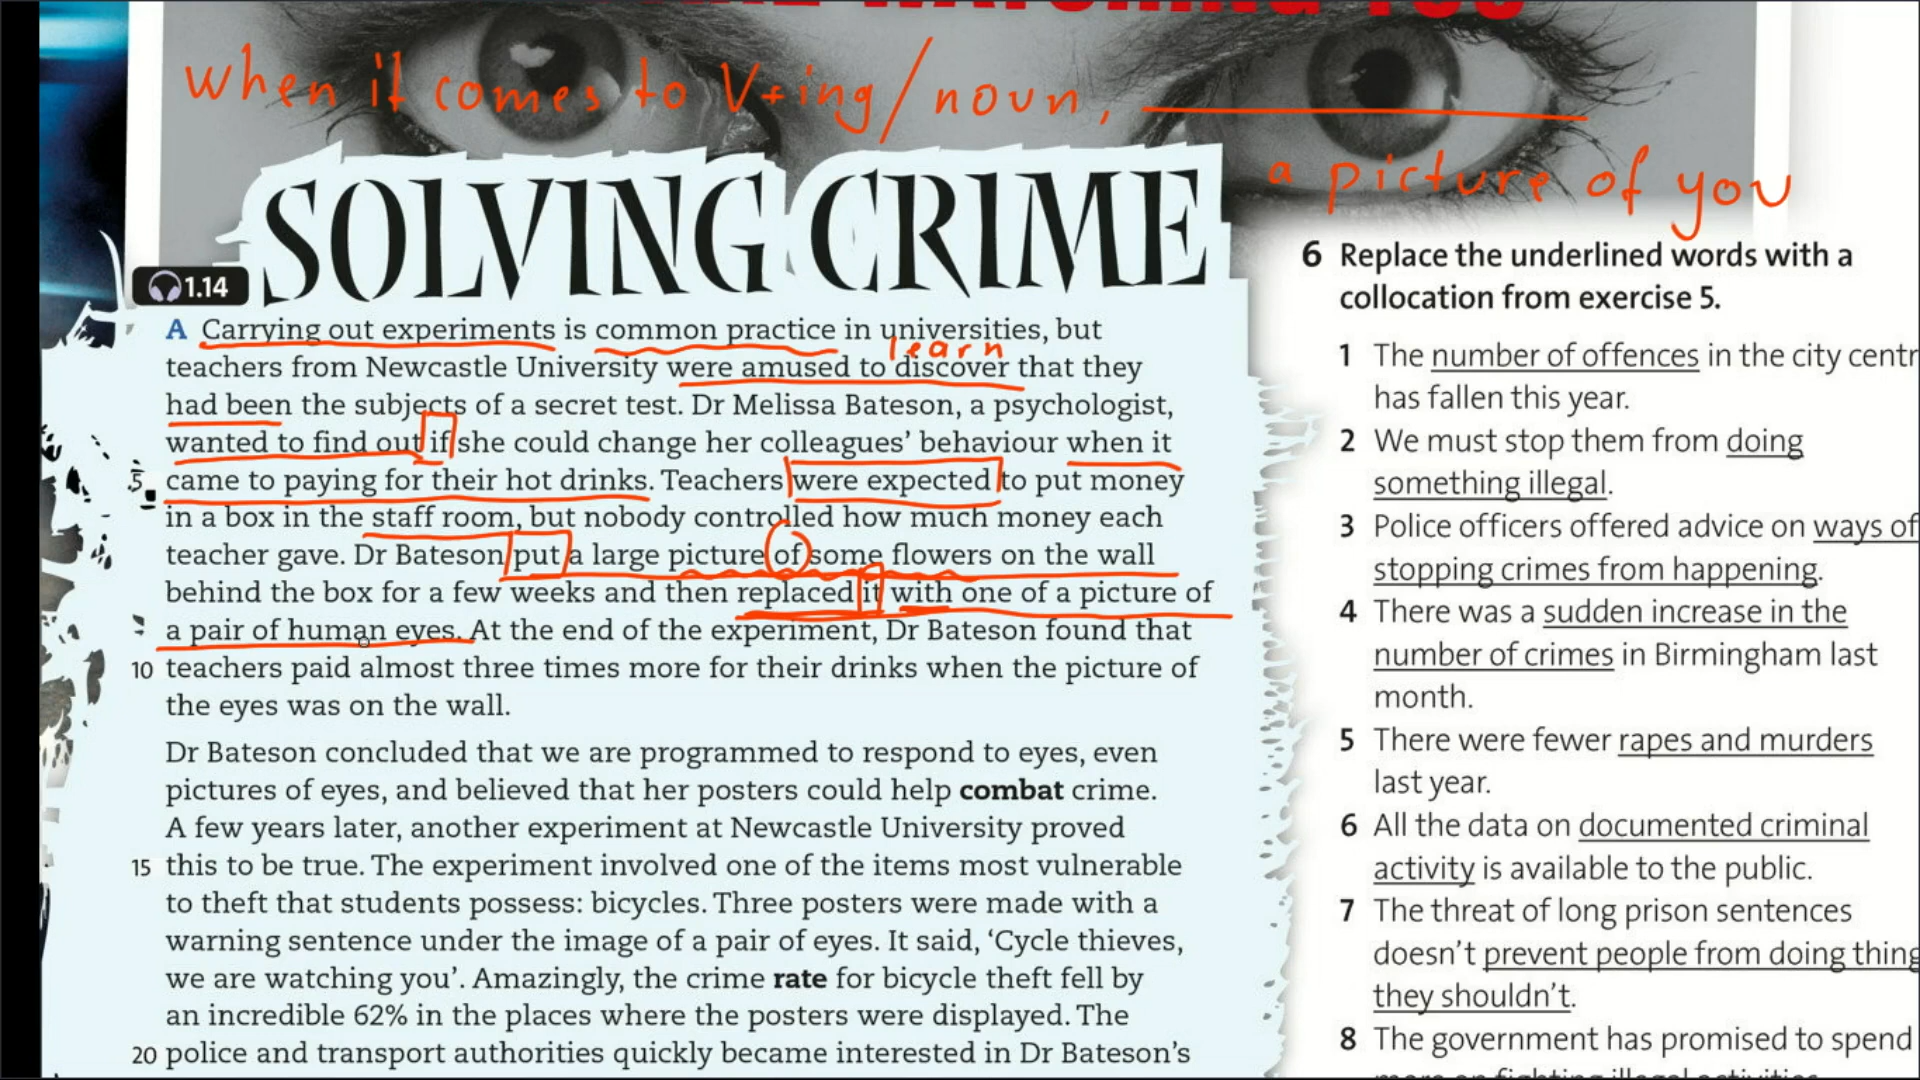 when it comes to V+ing/noun, ____
a picture of you
SOLVING CRIME
1.14
A Carrying out experiments is common practice in universities, but
learn
teachers from Newcastle University were amused to discover that they
had been the subjects of a secret test. Dr Melissa Bateson, a psychologist,
wanted to find out if she could change her colleagues’ behaviour when it
5 came to paying for their hot drinks. Teachers were expected to put money
in a box in the staff room, but nobody controlled how much money each
teacher gave. Dr Bateson put a large picture of some flowers on the wall
behind the box for a few weeks and then replaced it with one of a picture of
a pair of human eyes. At the end of the experiment, Dr Bateson found that
10 teachers paid almost three times more for their drinks when the picture of
the eyes was on the wall.
Dr Bateson concluded that we are programmed to respond to eyes, even
pictures of eyes, and believed that her posters could help combat crime.
A few years later, another experiment at Newcastle University proved
15 this to be true. The experiment involved one of the items most vulnerable
to theft that students possess: bicycles. Three posters were made with a
warning sentence under the image of a pair of eyes. It said, ‘Cycle thieves,
we are watching you’. Amazingly, the crime rate for bicycle theft fell by
an incredible 62% in the places where the posters were displayed. The
20 police and transport authorities quickly became interested in Dr Bateson’s
6 Replace the underlined words with a
collocation from exercise 5.
1 The number of offences in the city centr
has fallen this year.
2 We must stop them from doing
something illegal.
3 Police officers offered advice on ways of
stopping crimes from happening.
4 There was a sudden increase in the
number of crimes in Birmingham last
month.
5 There were fewer rapes and murders
last year.
6 All the data on documented criminal
activity is available to the public.
7 The threat of long prison sentences
doesn’t prevent people from doing thing
they shouldn’t.
8 The government has promised to spend
more on fighting illegal activities